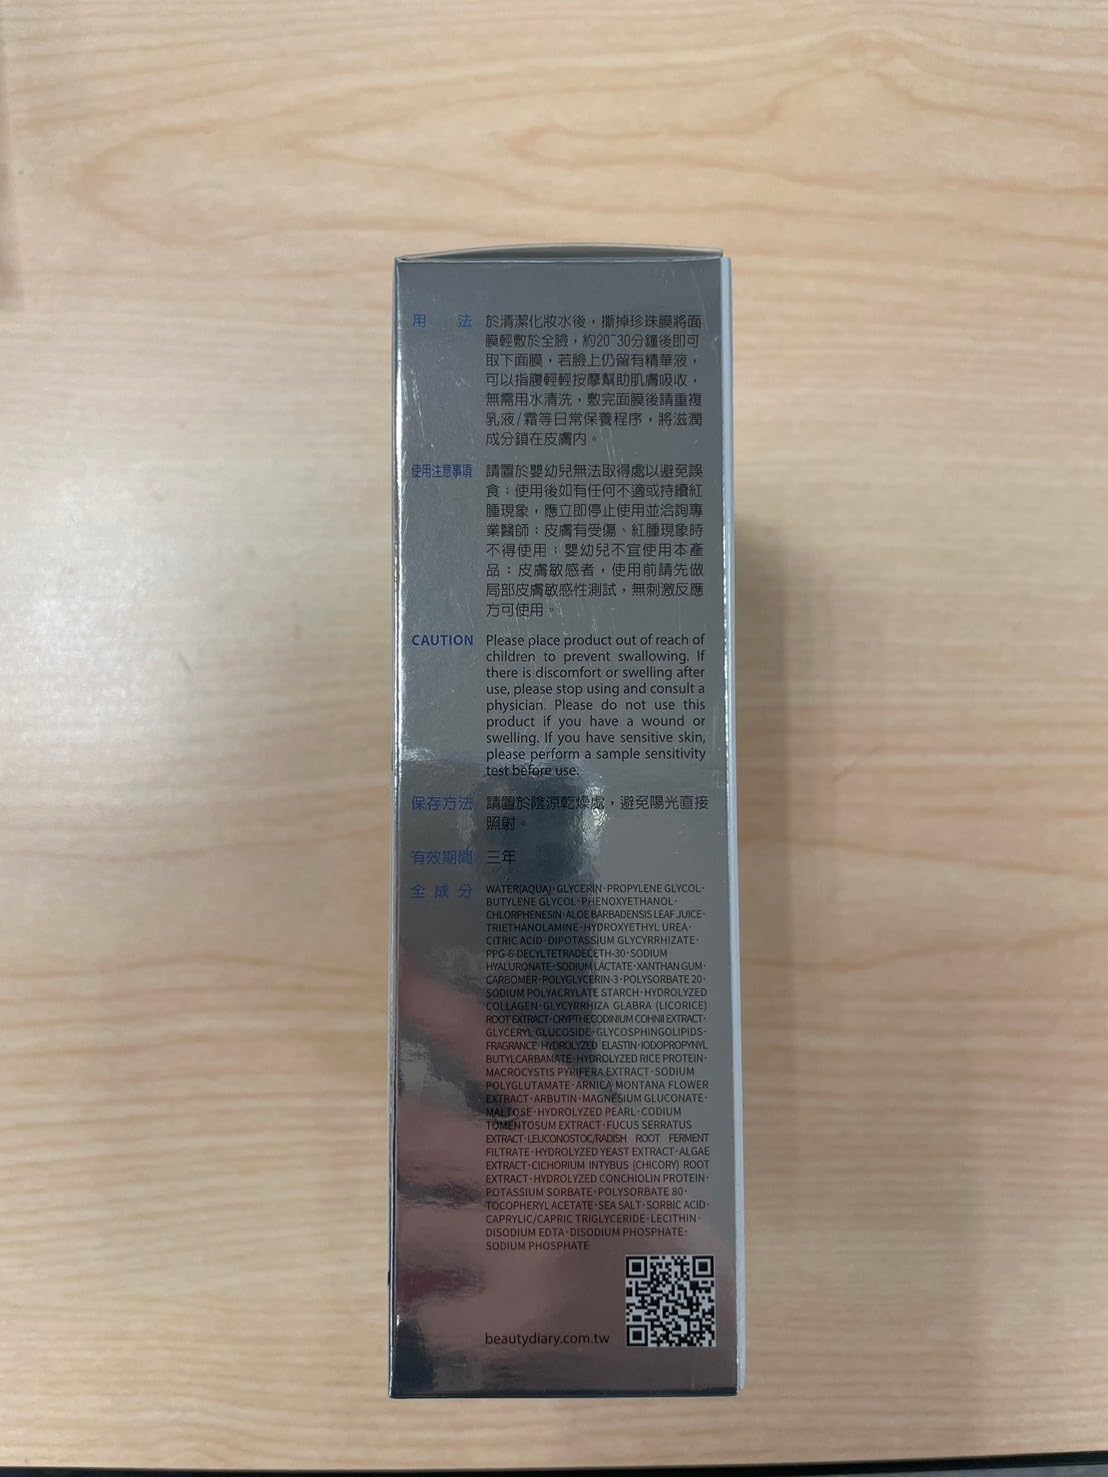 用 法 於清潔化妝水後，撕掉珍珠膜將面
膜輕敷於全臉，約20~30分鐘後即可
取下面膜，若臉上仍留有精華液，
可以指腹輕輕按摩幫助肌膚吸收，
無需用水清洗，敷完面膜後請重複
乳液/霜等日常保養程序，將滋潤
成分鎖在皮膚內。
使用注意事項 請置於嬰幼兒無法取得處以避免誤
食；使用後如有任何不適或持續紅
腫現象，應立即停止使用並洽詢專
業醫師；皮膚有受傷、紅腫現象時
不得使用；嬰幼兒不宜使用本產
品；皮膚敏感者，使用前請先做
局部皮膚敏感性測試，無刺激反應
方可使用。
CAUTION Please place product out of reach of
children to prevent swallowing. If
there is discomfort or swelling after
use, please stop using and consult a
physician. Please do not use this
product if you have a wound or
swelling. If you have sensitive skin,
please perform a sample sensitivity
test before use.
保存方法 請置於陰涼乾燥處，避免陽光直接
照射。
有效期間 三年
全成分 WATER(AQUA)·GLYCERIN·PROPYLENE GLYCOL·
BUTYLENE GLYCOL·PHENOXYETHANOL·
CHLORPHENESIN·ALOE BARBADENSIS LEAF JUICE·
TRIETHANOLAMINE·HYDROXYETHYL UREA·
CITRIC ACID·DIPOTASSIUM GLYCYRRHIZATE·
PPG-6-DECYLTETRADECETH-30·SODIUM
HYALURONATE·SODIUM LACTATE·XANTHAN GUM·
CARBOMER·POLYGLYCERIN-3·POLYSORBATE 20·
SODIUM POLYACRYLATE STARCH·HYDROLYZED
COLLAGEN·GLYCYRRHIZA GLABRA (LICORICE)
ROOT EXTRACT·CRYPTHECODINIUM COHNII EXTRACT·
GLYCERYL GLUCOSIDE·GLYCOSPHINGOLIPIDS·
FRAGRANCE·HYDROLYZED ELASTIN·IODOPROPYNYL
BUTYLCARBAMATE·HYDROLYZED RICE PROTEIN·
MACROCYSTIS PYRIFERA EXTRACT·SODIUM
POLYGLUTAMATE·ARNICA MONTANA FLOWER
EXTRACT·ARBUTIN·MAGNESIUM GLUCONATE·
MALTOSE·HYDROLYZED PEARL·CODIUM
TOMENTOSUM EXTRACT·FUCUS SERRATUS
EXTRACT·LEUCONOSTOC/RADISH ROOT FERMENT
FILTRATE·HYDROLYZED YEAST EXTRACT·ALGAE
EXTRACT·CICHORIUM INTYBUS (CHICORY) ROOT
EXTRACT·HYDROLYZED CONCHIOLIN PROTEIN·
POTASSIUM SORBATE·POLYSORBATE 80·
TOCOPHERYL ACETATE·SEA SALT·SORBIC ACID·
CAPRYLIC/CAPRIC TRIGLYCERIDE·LECITHIN·
DISODIUM EDTA·DISODIUM PHOSPHATE·
SODIUM PHOSPHATE
beautydiary.com.tw